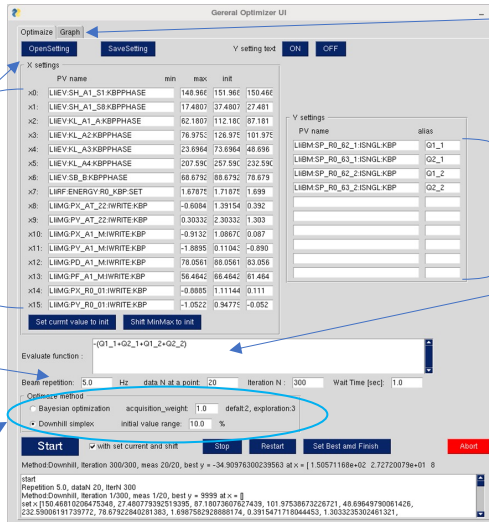 Gereral Optimizer UI
Optimaize Graph
OpenSetting SaveSetting Y setting text ON OFF
X settings
PV name min max init
x0: LIIEV:SH_A1_S1:KBPPHASE 148.968 151.968 150.468
x1: LIIEV:SH_A1_S8:KBPPHASE 17.4807 37.4807 27.481
x2: LIIEV:KL_A1_A:KBPPHASE 62.1807 112.180 87.181
x3: LIIEV:KL_A2:KBPPHASE 76.9753 126.975 101.975
x4: LIIEV:KL_A3:KBPPHASE 23.6964 73.6964 48.696
x5: LIIEV:KL_A4:KBPPHASE 207.590 257.590 232.590
x6: LIIEV:SB_B:KBPPHASE 68.6792 88.6792 78.679
x7: LIIRF:ENERGY:R0_KBP:SET 1.67875 1.71875 1.699
x8: LIIMG:PX_AT_22:IWRITE:KBP -0.6084 1.39154 0.392
x9: LIIMG:PY_AT_22:IWRITE:KBP 0.30332 2.30332 1.303
x10: LIIMG:PX_A1_M:IWRITE:KBP -0.9132 1.08670 0.087
x11: LIIMG:PY_A1_M:IWRITE:KBP -1.8895 0.11043 -0.890
x12: LIIMG:PD_A1_M:IWRITE:KBP 78.0561 88.0561 83.056
x13: LIIMG:PF_A1_M:IWRITE:KBP 56.4642 66.4642 61.464
x14: LIIMG:PX_R0_01:IWRITE:KBP -0.8885 1.11144 0.111
x15: LIIMG:PY_R0_01:IWRITE:KBP -1.0522 0.94779 -0.052
Set currnt value to init Shift MinMax to init
Y settings
PV name alias
LIIBM:SP_R0_62_1:ISNGL:KBP Q1_1
LIIBM:SP_R0_63_1:ISNGL:KBP Q2_1
LIIBM:SP_R0_62_2:ISNGL:KBP Q1_2
LIIBM:SP_R0_63_2:ISNGL:KBP Q2_2
Evaluate function : -(Q1_1+Q2_1+Q1_2+Q2_2)
Beam repetition: 5.0 Hz data N at a point: 20 Iteration N : 300 Wait Time [sec]: 1.0
Optimaize method
Bayesian optimization acquisition_weight: 1.0 defalt:2, exploration:3
Downhill simplex initial value range: 10.0 %
Start with set current and shift Stop Restart Set Best amd Finish Abort
Method:Downhill, Iteration 300/300, meas 20/20, best y = -34.90976300239563 at x = [ 1.50571168e+02 2.72720079e+01 8
start
Repetition 5.0, dataN 20, IterN 300
Method:Downhill, Iteration 1/300, meas 1/20, best y = 9999 at x = []
set x [150.46810206475348, 27.480779392530457, 87.18073607627439, 101.97538673226721, 48.69649790061426,
232.59006191739772, 78.67922840281383, 1.6987582928888174, 0.3915471718044453, 1.3033235302461321,